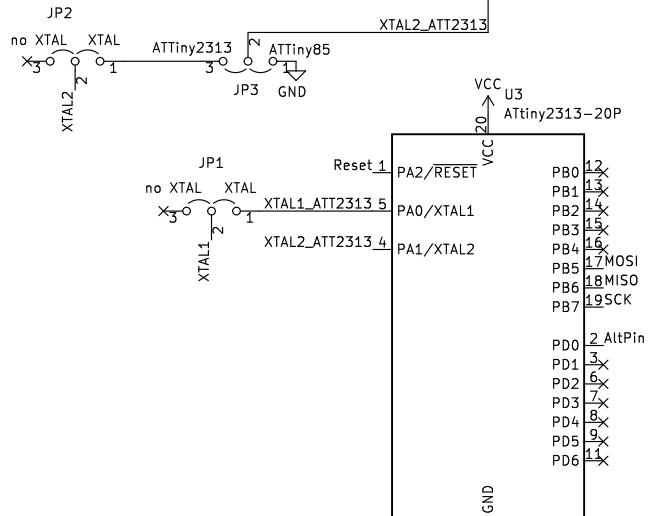 JP2
no XTAL XTAL
3 2 1
XTAL2
XTAL2_ATT2313
ATTiny2313 ATTiny85
3 2 1
JP3 GND
VCC
U3
ATtiny2313-20P
20
VCC
JP1
no XTAL XTAL
3 2 1
XTAL1
Reset 1 PA2/RESET
XTAL1_ATT2313 5 PA0/XTAL1
XTAL2_ATT2313 4 PA1/XTAL2
PB0 12
PB1 13
PB2 14
PB3 15
PB4 16
PB5 17 MOSI
PB6 18 MISO
PB7 19 SCK
PD0 2 AltPin
PD1 3
PD2 6
PD3 7
PD4 8
PD5 9
PD6 11
GND